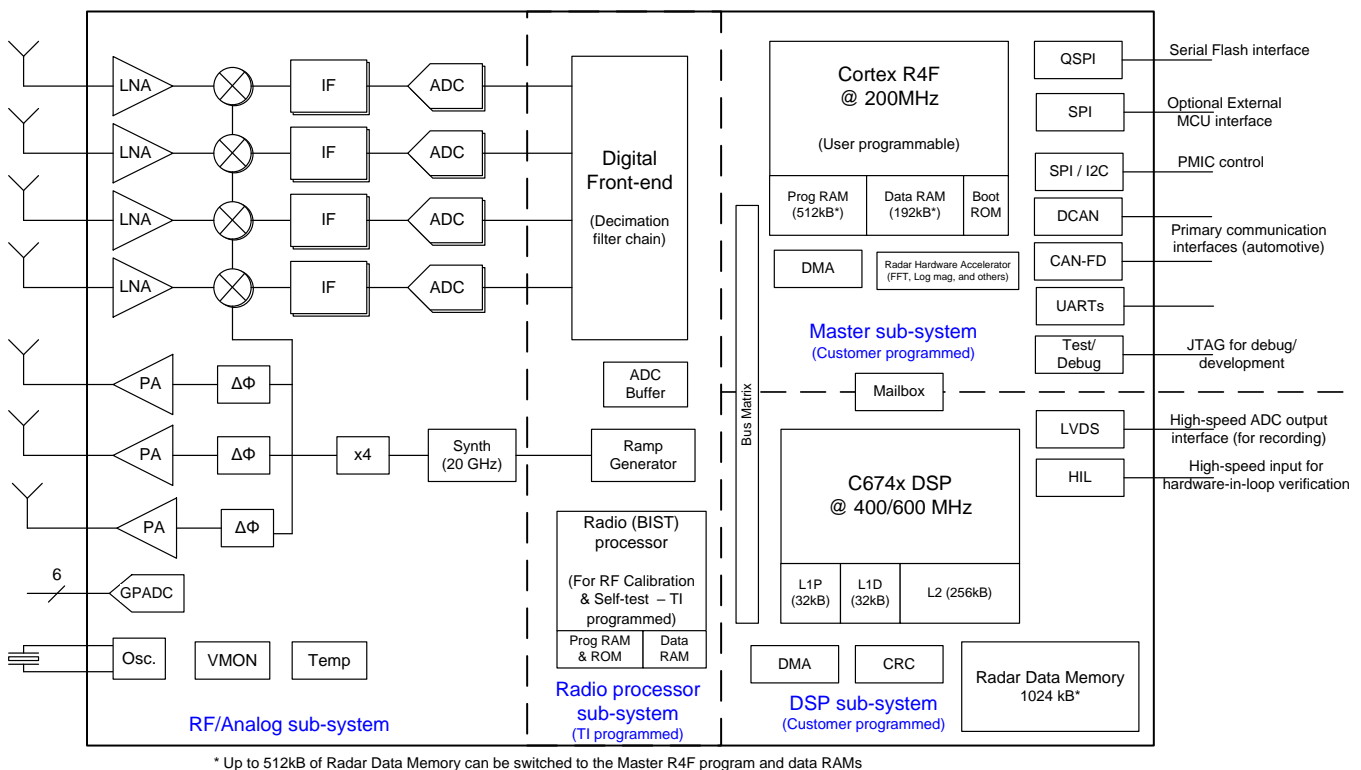 LNA
IF
ADC
LNA
IF
ADC
LNA
IF
ADC
LNA
IF
ADC
PA
ΔΦ
PA
ΔΦ
x4
Synth
(20 GHz)
PA
ΔΦ
6
GPADC
Osc.
VMON
Temp
RF/Analog sub-system
Digital
Front-end
(Decimation
filter chain)
ADC
Buffer
Ramp
Generator
Radio (BIST)
processor
(For RF Calibration
& Self-test – TI
programmed)
Prog RAM
& ROM
Data
RAM
Radio processor
sub-system
(TI programmed)
Cortex R4F
@ 200MHz
(User programmable)
Prog RAM
(512kB*)
Data RAM
(192kB*)
Boot
ROM
DMA
Radar Hardware Accelerator
(FFT, Log mag, and others)
Master sub-system
(Customer programmed)
Bus Matrix
Mailbox
C674x DSP
@ 400/600 MHz
L1P
(32kB)
L1D
(32kB)
L2 (256kB)
DMA
CRC
DSP sub-system
(Customer programmed)
Radar Data Memory
1024 kB*
QSPI
Serial Flash interface
SPI
Optional External
MCU interface
SPI / I2C
PMIC control
DCAN
CAN-FD
Primary communication
interfaces (automotive)
UARTs
Test/
Debug
JTAG for debug/
development
LVDS
High-speed ADC output
interface (for recording)
HIL
High-speed input for
hardware-in-loop verification
* Up to 512kB of Radar Data Memory can be switched to the Master R4F program and data RAMs